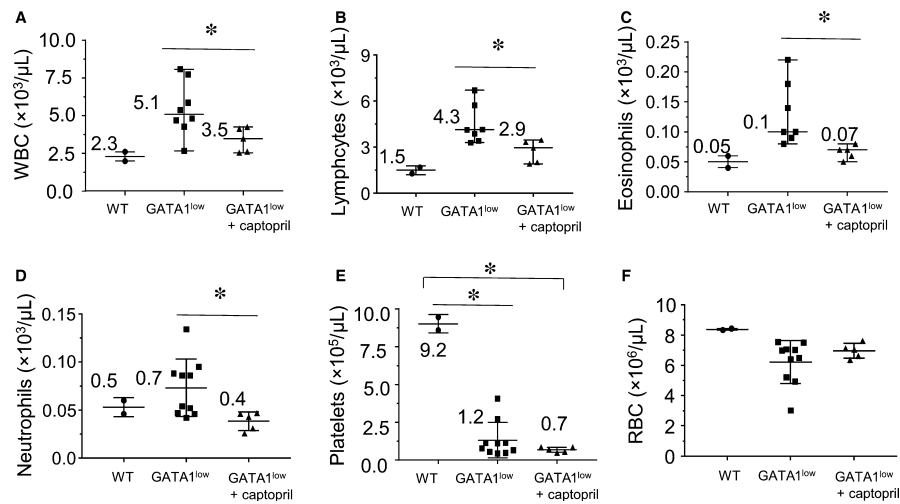 A
WBC (×10³/µL)
10.0
7.5
5.0
2.5
0.0
2.3
5.1
3.5
*
WT
GATA1ˡᵒʷ
GATA1ˡᵒʷ
+ captopril
B
Lymphcytes (×10³/µL)
9
6
3
0
1.5
4.3
2.9
*
WT
GATA1ˡᵒʷ
GATA1ˡᵒʷ
+ captopril
C
Eosinophils (×10³/µL)
0.25
0.20
0.15
0.10
0.05
0.00
0.05
0.1
0.07
*
WT
GATA1ˡᵒʷ
GATA1ˡᵒʷ
+ captopril
D
Neutrophils (×10³/µL)
0.15
0.10
0.05
0.0
0.5
0.7
0.4
*
WT
GATA1ˡᵒʷ
GATA1ˡᵒʷ
+ captopril
E
Platelets (×10⁵/µL)
10.0
7.5
5.0
2.5
0.0
9.2
1.2
0.7
*
*
WT
GATA1ˡᵒʷ
GATA1ˡᵒʷ
+ captopril
F
RBC (×10⁶/µL)
10
8
6
4
2
0
WT
GATA1ˡᵒʷ
GATA1ˡᵒʷ
+ captopril